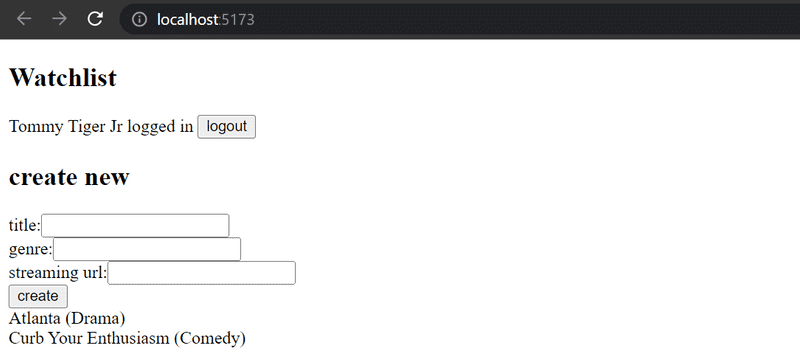 localhost:5173
Watchlist
Tommy Tiger Jr logged in logout
create new
title:
genre:
streaming url:
create
Atlanta (Drama)
Curb Your Enthusiasm (Comedy)